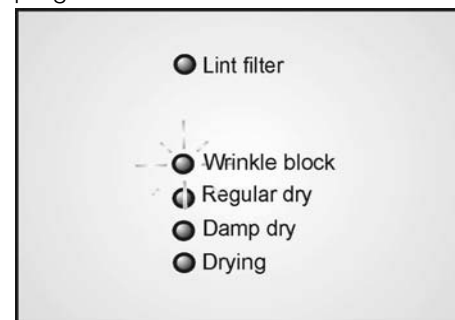 Lint filter
Wrinkle block
Regular dry
Damp dry
Drying